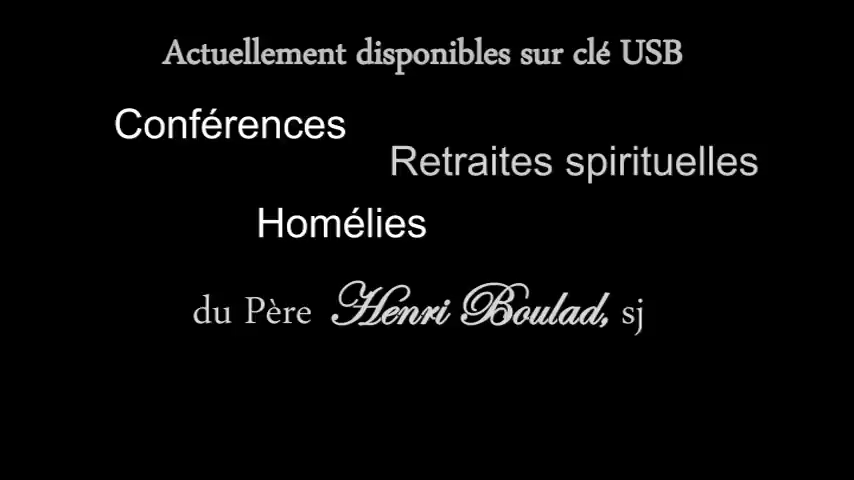 Actuellement disponibles sur clé USB
Conférences
Retraites spirituelles
Homélies
du Père Henri Boulad, sj